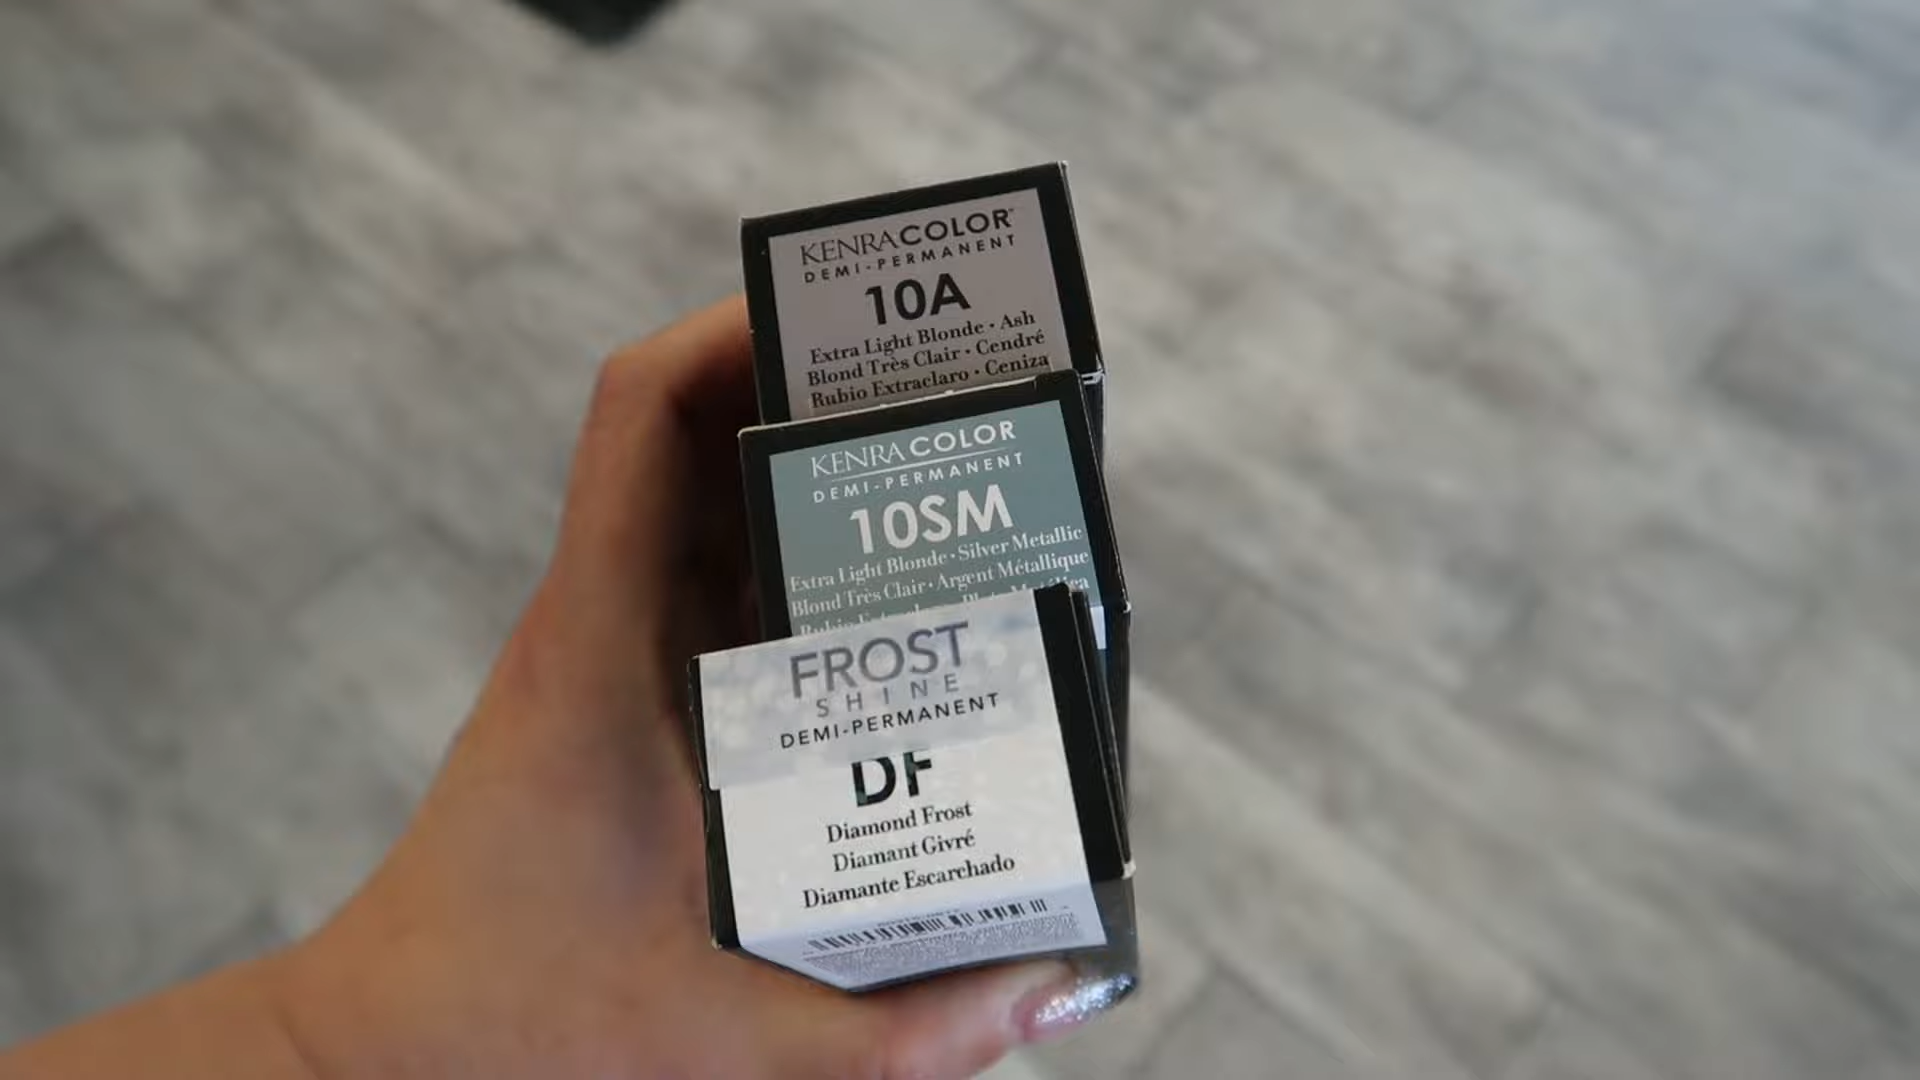 KENRACOLOR
DEMI-PERMANENT
10A
Extra Light Blonde • Ash
Blond Très Clair • Cendré
Rubio Extraclaro • Ceniza
KENRA COLOR
DEMI-PERMANENT
10SM
Extra Light Blonde • Silver Metallic
Blond Très Clair • Argent Métallique
FROST
SHINE
DEMI-PERMANENT
DF
Diamond Frost
Diamant Givré
Diamante Escarchado